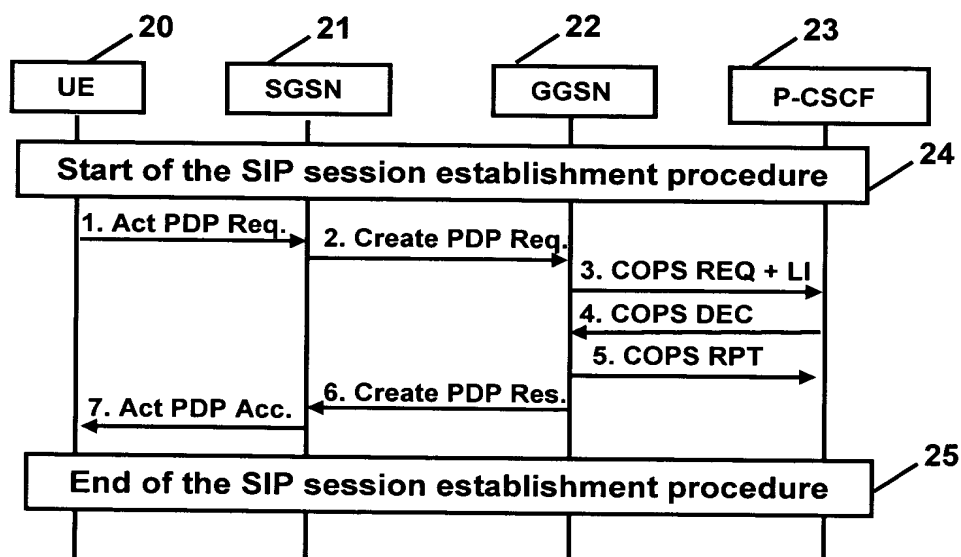 20
21
22
23
UE
SGSN
GGSN
P-CSCF
Start of the SIP session establishment procedure
24
1. Act PDP Req.
2. Create PDP Req.
3. COPS REQ + LI
4. COPS DEC
5. COPS RPT
6. Create PDP Res.
7. Act PDP Acc.
End of the SIP session establishment procedure
25